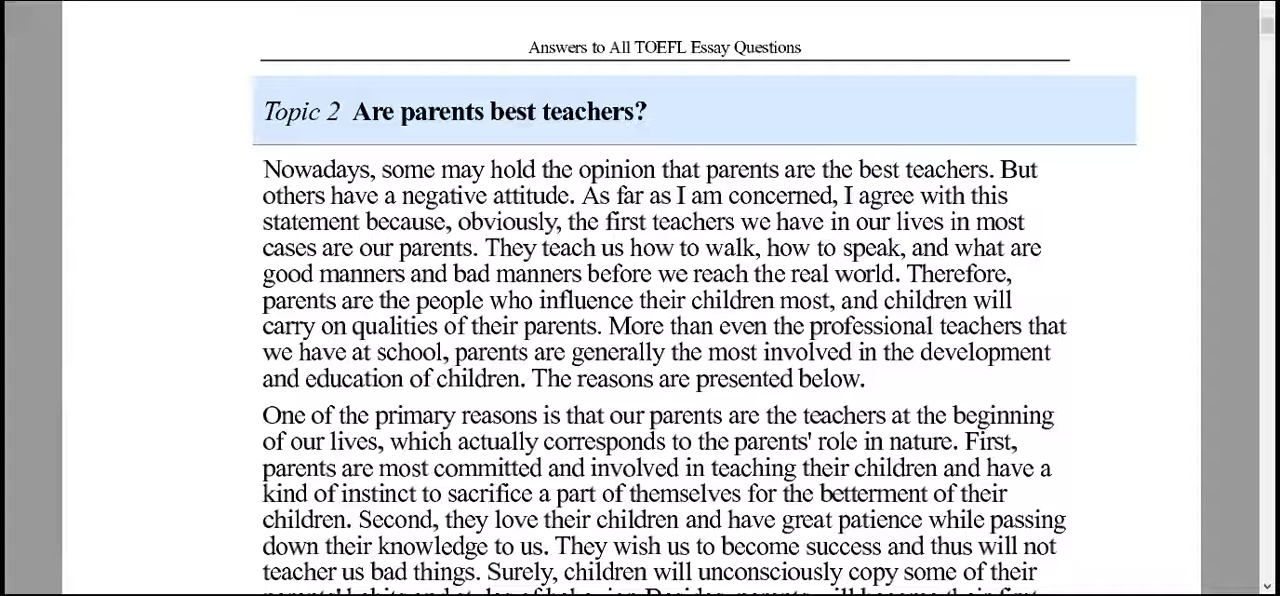 Answers to All TOEFL Essay Questions
Topic 2 Are parents best teachers?
Nowadays, some may hold the opinion that parents are the best teachers. But
others have a negative attitude. As far as I am concerned, I agree with this
statement because, obviously, the first teachers we have in our lives in most
cases are our parents. They teach us how to walk, how to speak, and what are
good manners and bad manners before we reach the real world. Therefore,
parents are the people who influence their children most, and children will
carry on qualities of their parents. More than even the professional teachers that
we have at school, parents are generally the most involved in the development
and education of children. The reasons are presented below.
One of the primary reasons is that our parents are the teachers at the beginning
of our lives, which actually corresponds to the parents' role in nature. First,
parents are most committed and involved in teaching their children and have a
kind of instinct to sacrifice a part of themselves for the betterment of their
children. Second, they love their children and have great patience while passing
down their knowledge to us. They wish us to become success and thus will not
teacher us bad things. Surely, children will unconsciously copy some of their